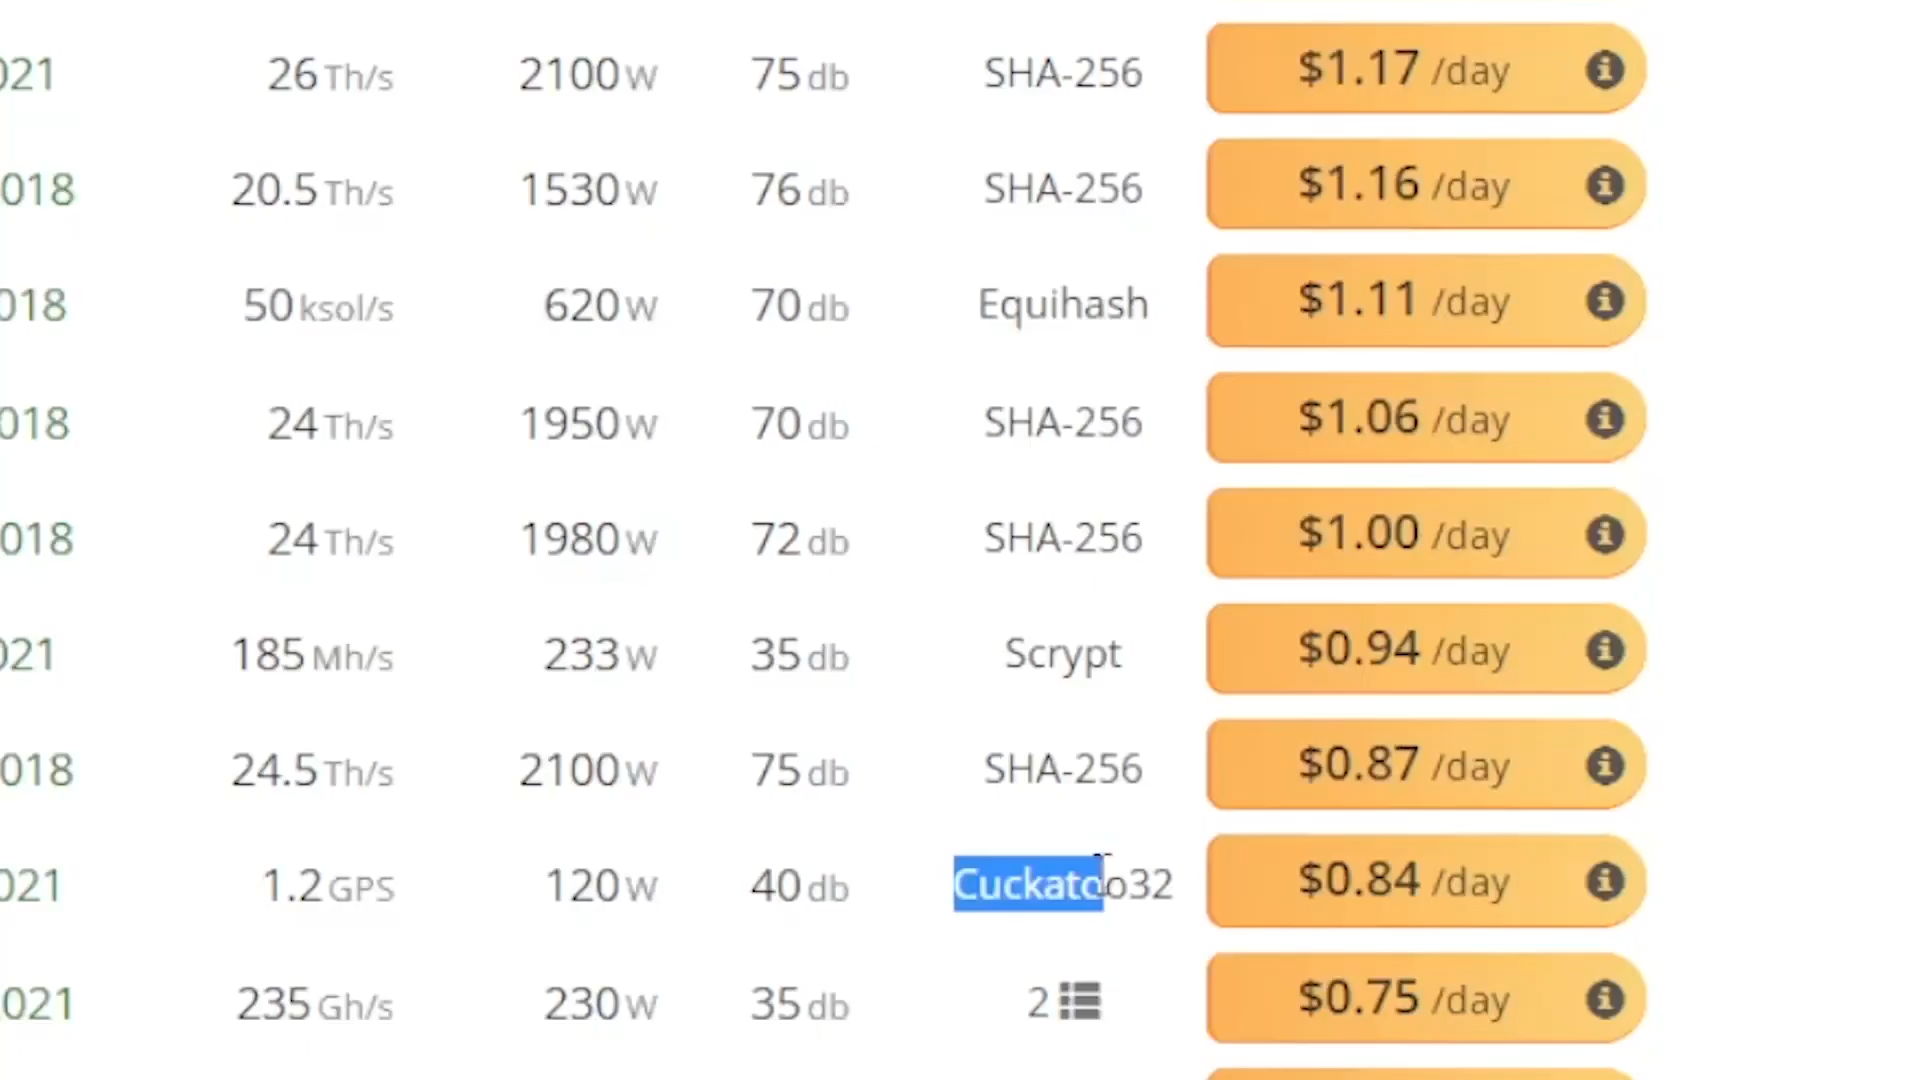 021 26 Th/s 2100 W 75 db SHA-256 $1.17 /day
018 20.5 Th/s 1530 W 76 db SHA-256 $1.16 /day
018 50 ksol/s 620 W 70 db Equihash $1.11 /day
018 24 Th/s 1950 W 70 db SHA-256 $1.06 /day
018 24 Th/s 1980 W 72 db SHA-256 $1.00 /day
021 185 Mh/s 233 W 35 db Scrypt $0.94 /day
018 24.5 Th/s 2100 W 75 db SHA-256 $0.87 /day
021 1.2 GPS 120 W 40 db Cuckatoo32 $0.84 /day
021 235 Gh/s 230 W 35 db 2 $0.75 /day